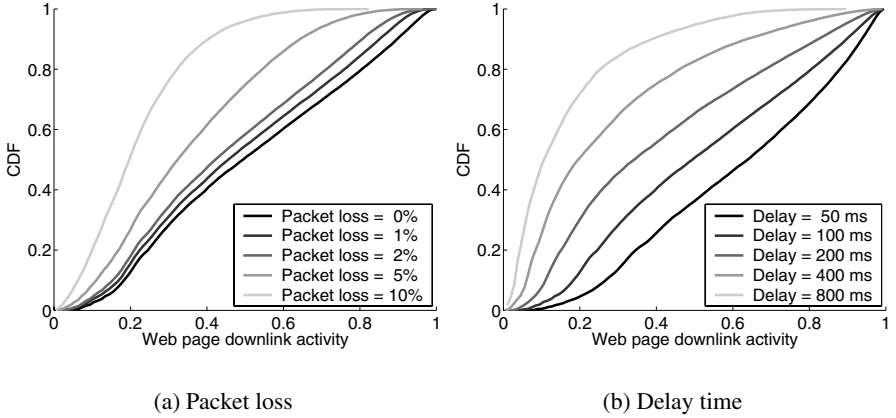 1
0.8
0.6
0.4
0.2
0
CDF
0
0.2
0.4
0.6
0.8
1
Web page downlink activity
Packet loss = 0%
Packet loss = 1%
Packet loss = 2%
Packet loss = 5%
Packet loss = 10%
(a) Packet loss
1
0.8
0.6
0.4
0.2
0
CDF
0
0.2
0.4
0.6
0.8
1
Web page downlink activity
Delay = 50 ms
Delay = 100 ms
Delay = 200 ms
Delay = 400 ms
Delay = 800 ms
(b) Delay time